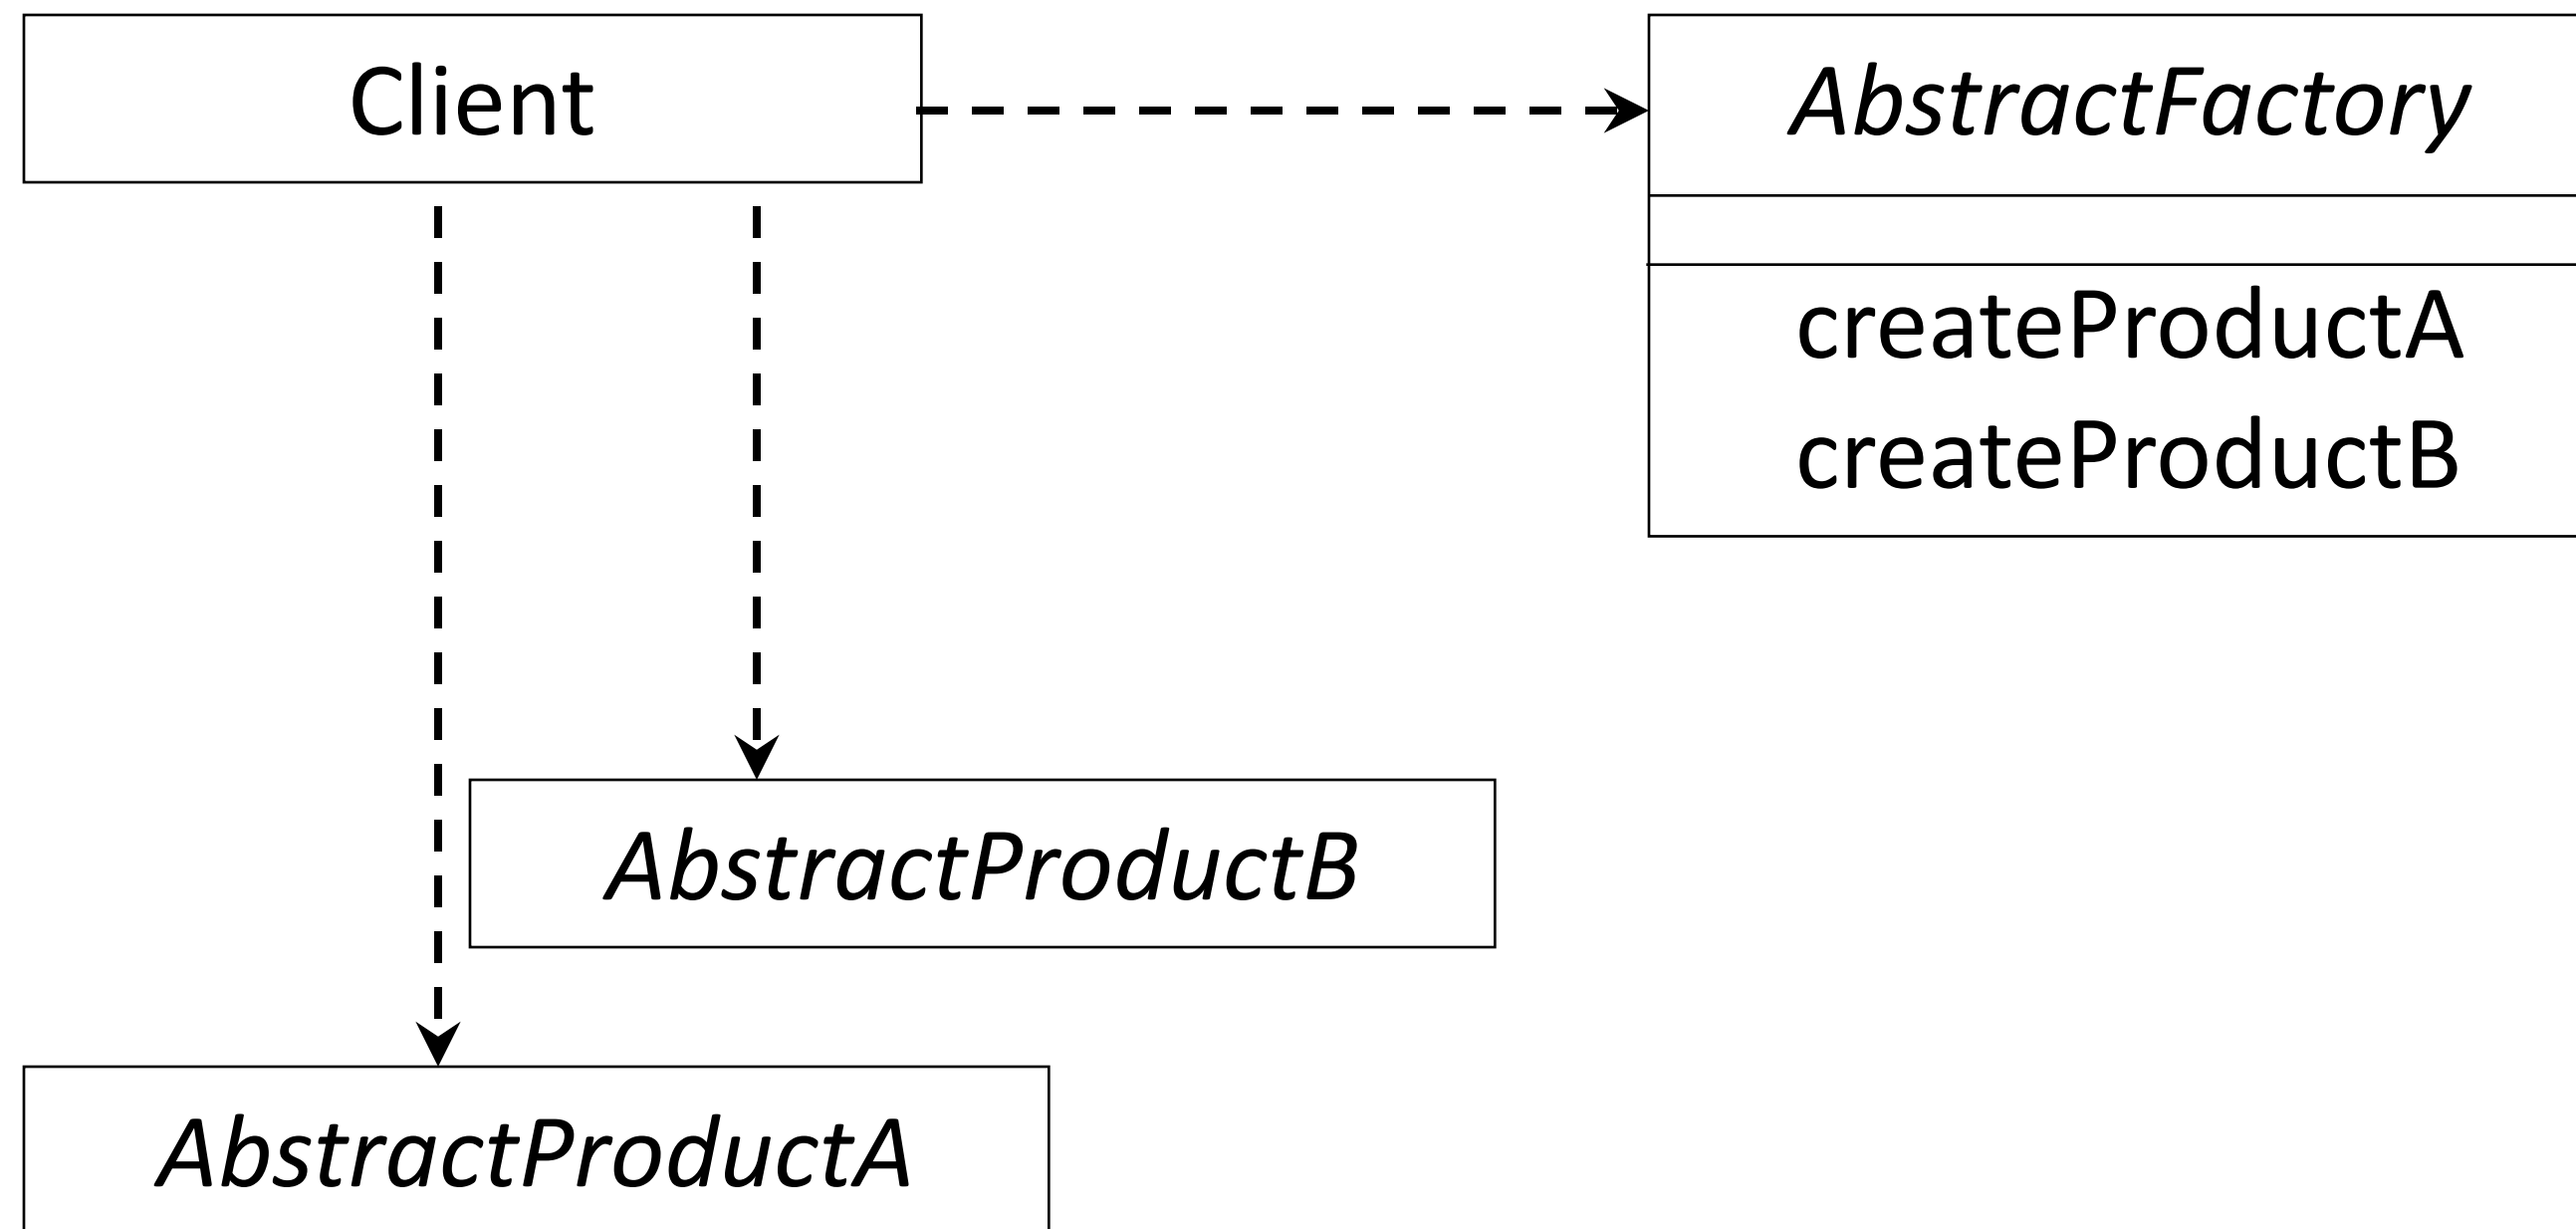 Client
AbstractFactory
createProductA
createProductB
AbstractProductB
AbstractProductA